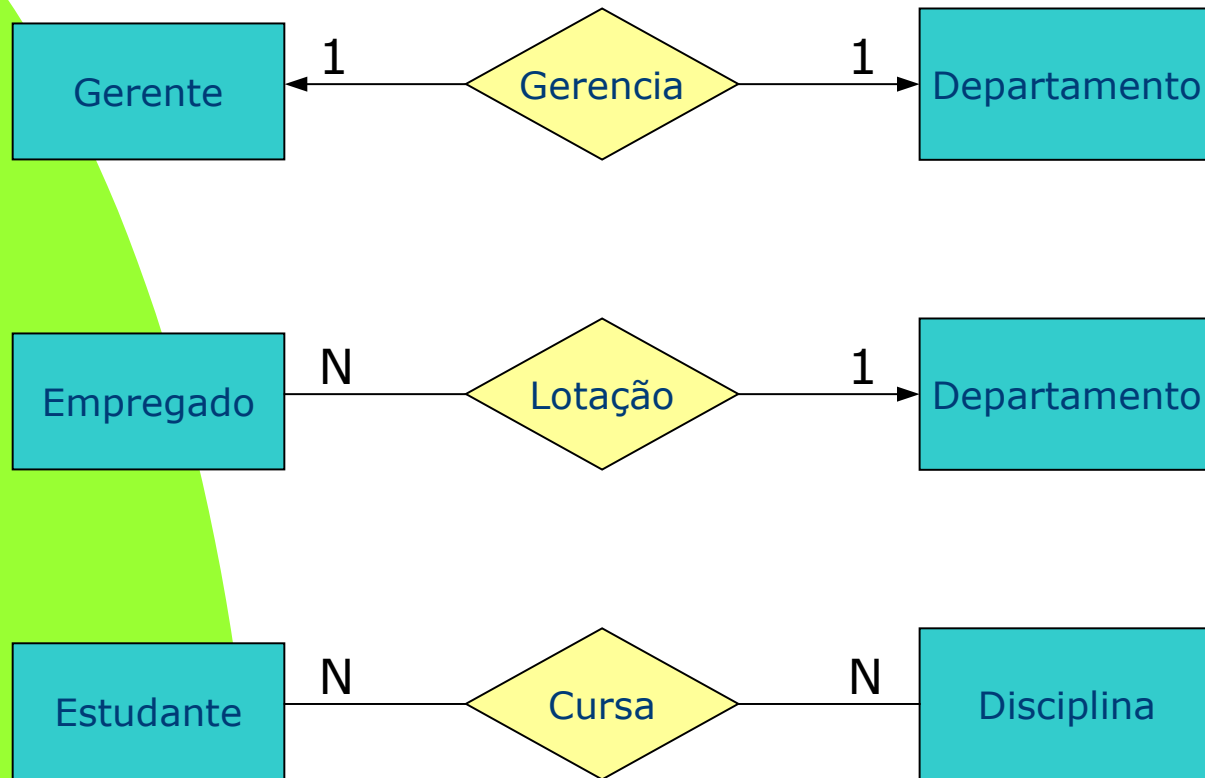 Gerente 1 Gerencia 1 Departamento
Empregado N Lotação 1 Departamento
Estudante N Cursa N Disciplina